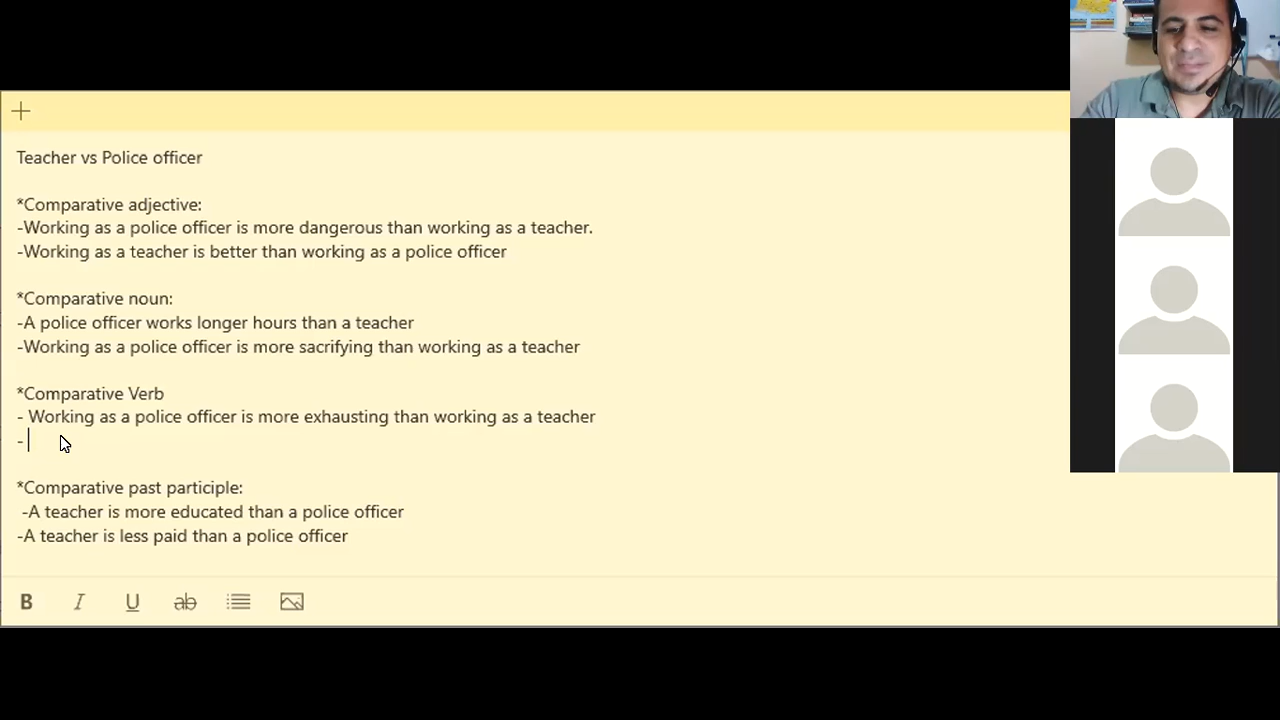 Teacher vs Police officer
*Comparative adjective:
-Working as a police officer is more dangerous than working as a teacher.
-Working as a teacher is better than working as a police officer
*Comparative noun:
-A police officer works longer hours than a teacher
-Working as a police officer is more sacrifying than working as a teacher
*Comparative Verb
- Working as a police officer is more exhausting than working as a teacher
-
*Comparative past participle:
-A teacher is more educated than a police officer
-A teacher is less paid than a police officer
B I U ab